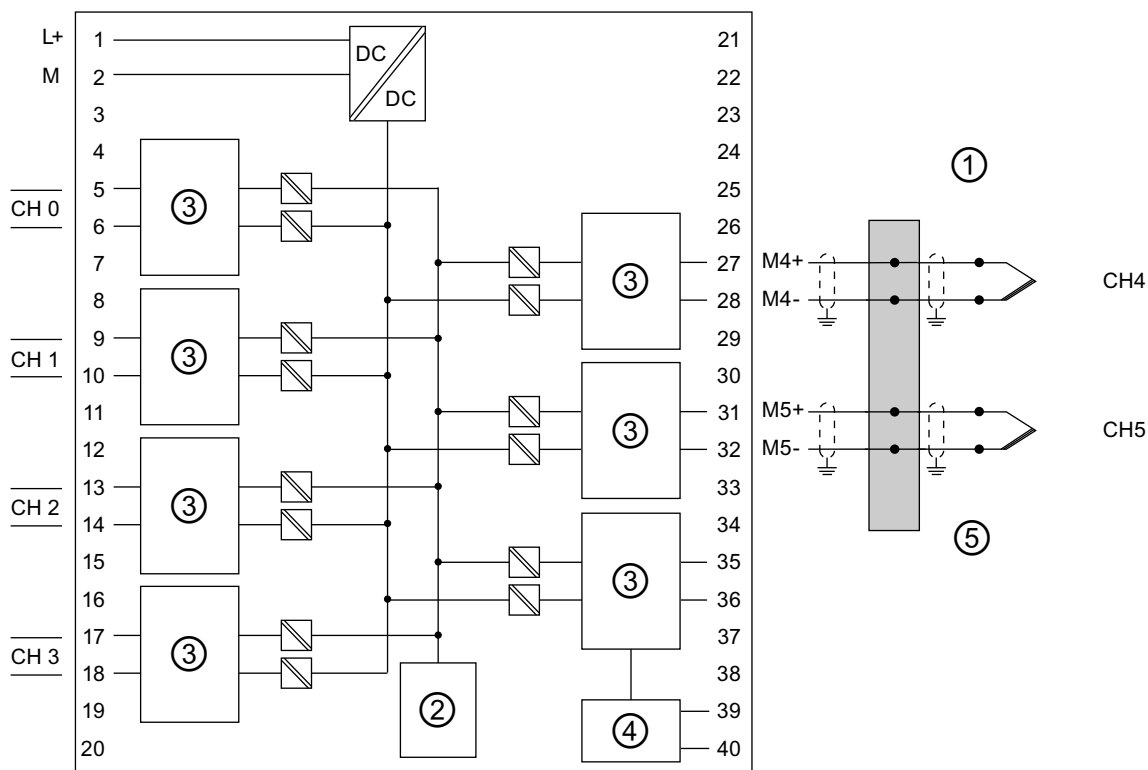 L+ 1 DC 21
M 2 DC 22
3 23
4 24 ①
5 25
CH 0 ③
6 26
7 27 M4+
③ CH4
8 28 M4-
9 29
CH 1 ③
10 30
11 31 M5+
③ CH5
12 32 M5-
13 33
CH 2 ③
14 34
⑤
15 35
③
16 36
17 37
CH 3 ③
18 38
19 ② ④ 39
20 40